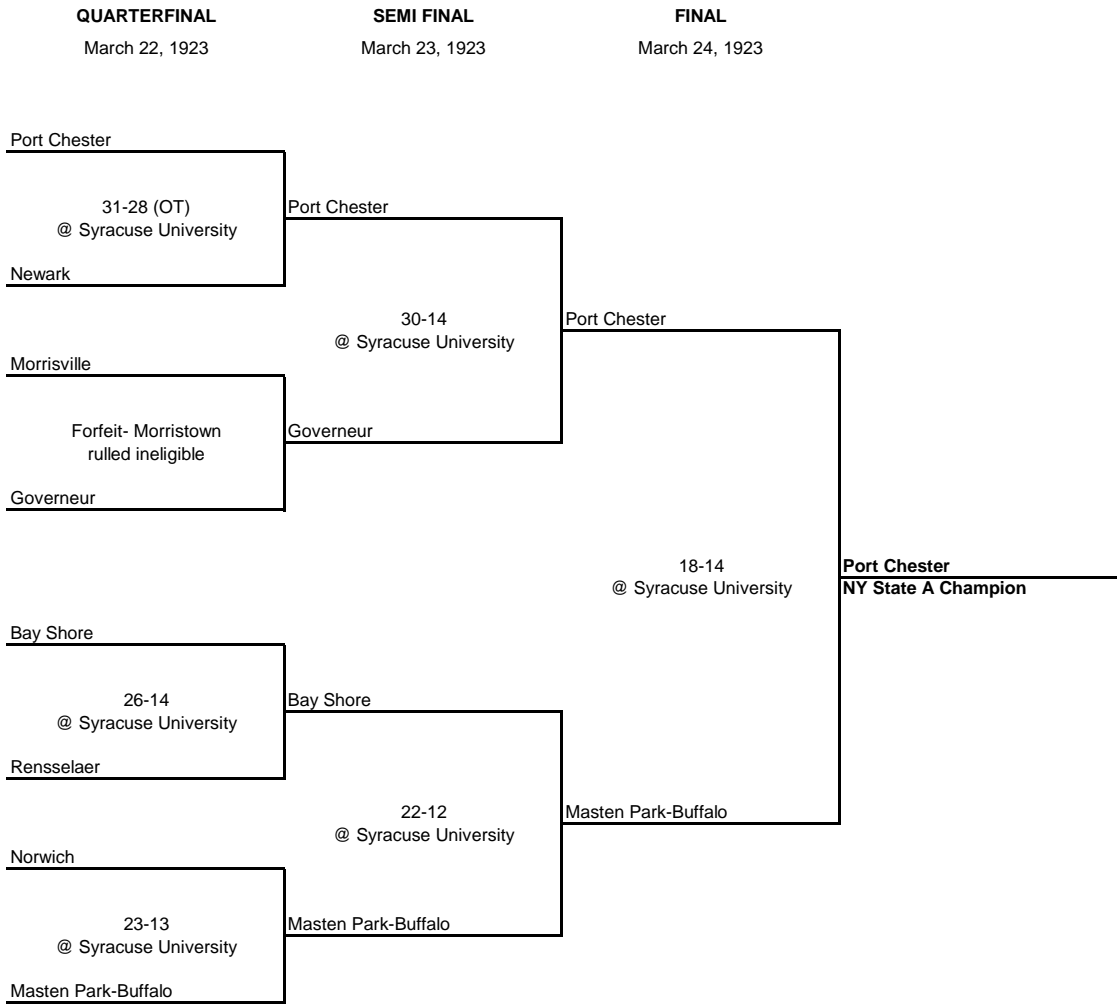 QUARTERFINAL SEMI FINAL FINAL
March 22, 1923 March 23, 1923 March 24, 1923
Port Chester
31-28 (OT) Port Chester
@ Syracuse University
Newark
30-14 Port Chester
@ Syracuse University
Morrisville
Forfeit- Morristown Governeur
rulled ineligible
Governeur
18-14 Port Chester
@ Syracuse University NY State A Champion
Bay Shore
26-14 Bay Shore
@ Syracuse University
Rensselaer
22-12 Masten Park-Buffalo
@ Syracuse University
Norwich
23-13 Masten Park-Buffalo
@ Syracuse University
Masten Park-Buffalo